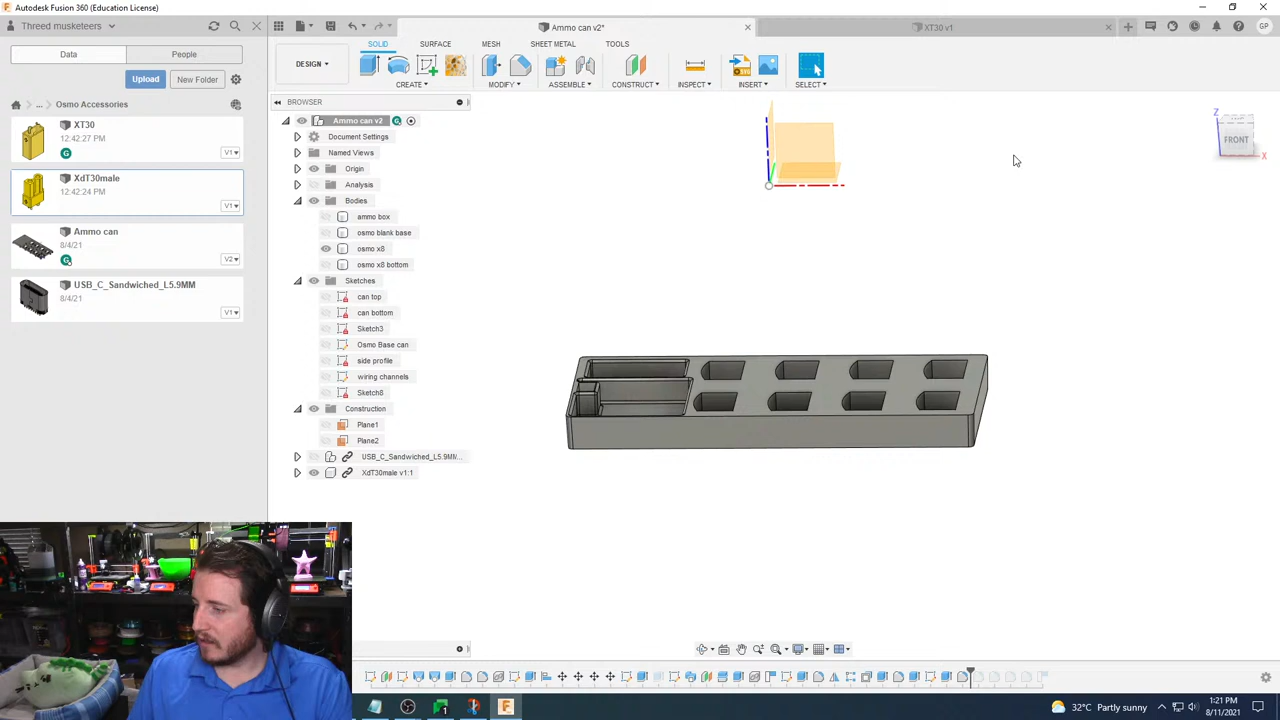 Autodesk Fusion 360 (Education License)
Threed musketeers
Ammo can v2*
XT30 v1
GP
Data
People
Upload
New Folder
... Osmo Accessories
XT30
12:42:27 PM
V1
XdT30male
12:42:24 PM
V1
Ammo can
8/4/21
V2
USB_C_Sandwiched_L5.9MM
8/4/21
V1
DESIGN
SOLID
SURFACE
MESH
SHEET METAL
TOOLS
CREATE
MODIFY
ASSEMBLE
CONSTRUCT
INSPECT
INSERT
SELECT
BROWSER
Ammo can v2
Document Settings
Named Views
Origin
Analysis
Bodies
ammo box
osmo blank base
osmo x8
osmo x8 bottom
Sketches
can top
can bottom
Sketch3
Osmo Base can
side profile
wiring channels
Sketch8
Construction
Plane1
Plane2
USB_C_Sandwiched_L5.9MM...
XdT30male v1:1
Z
FRONT
X
32°C Partly sunny
1:21 PM
8/11/2021